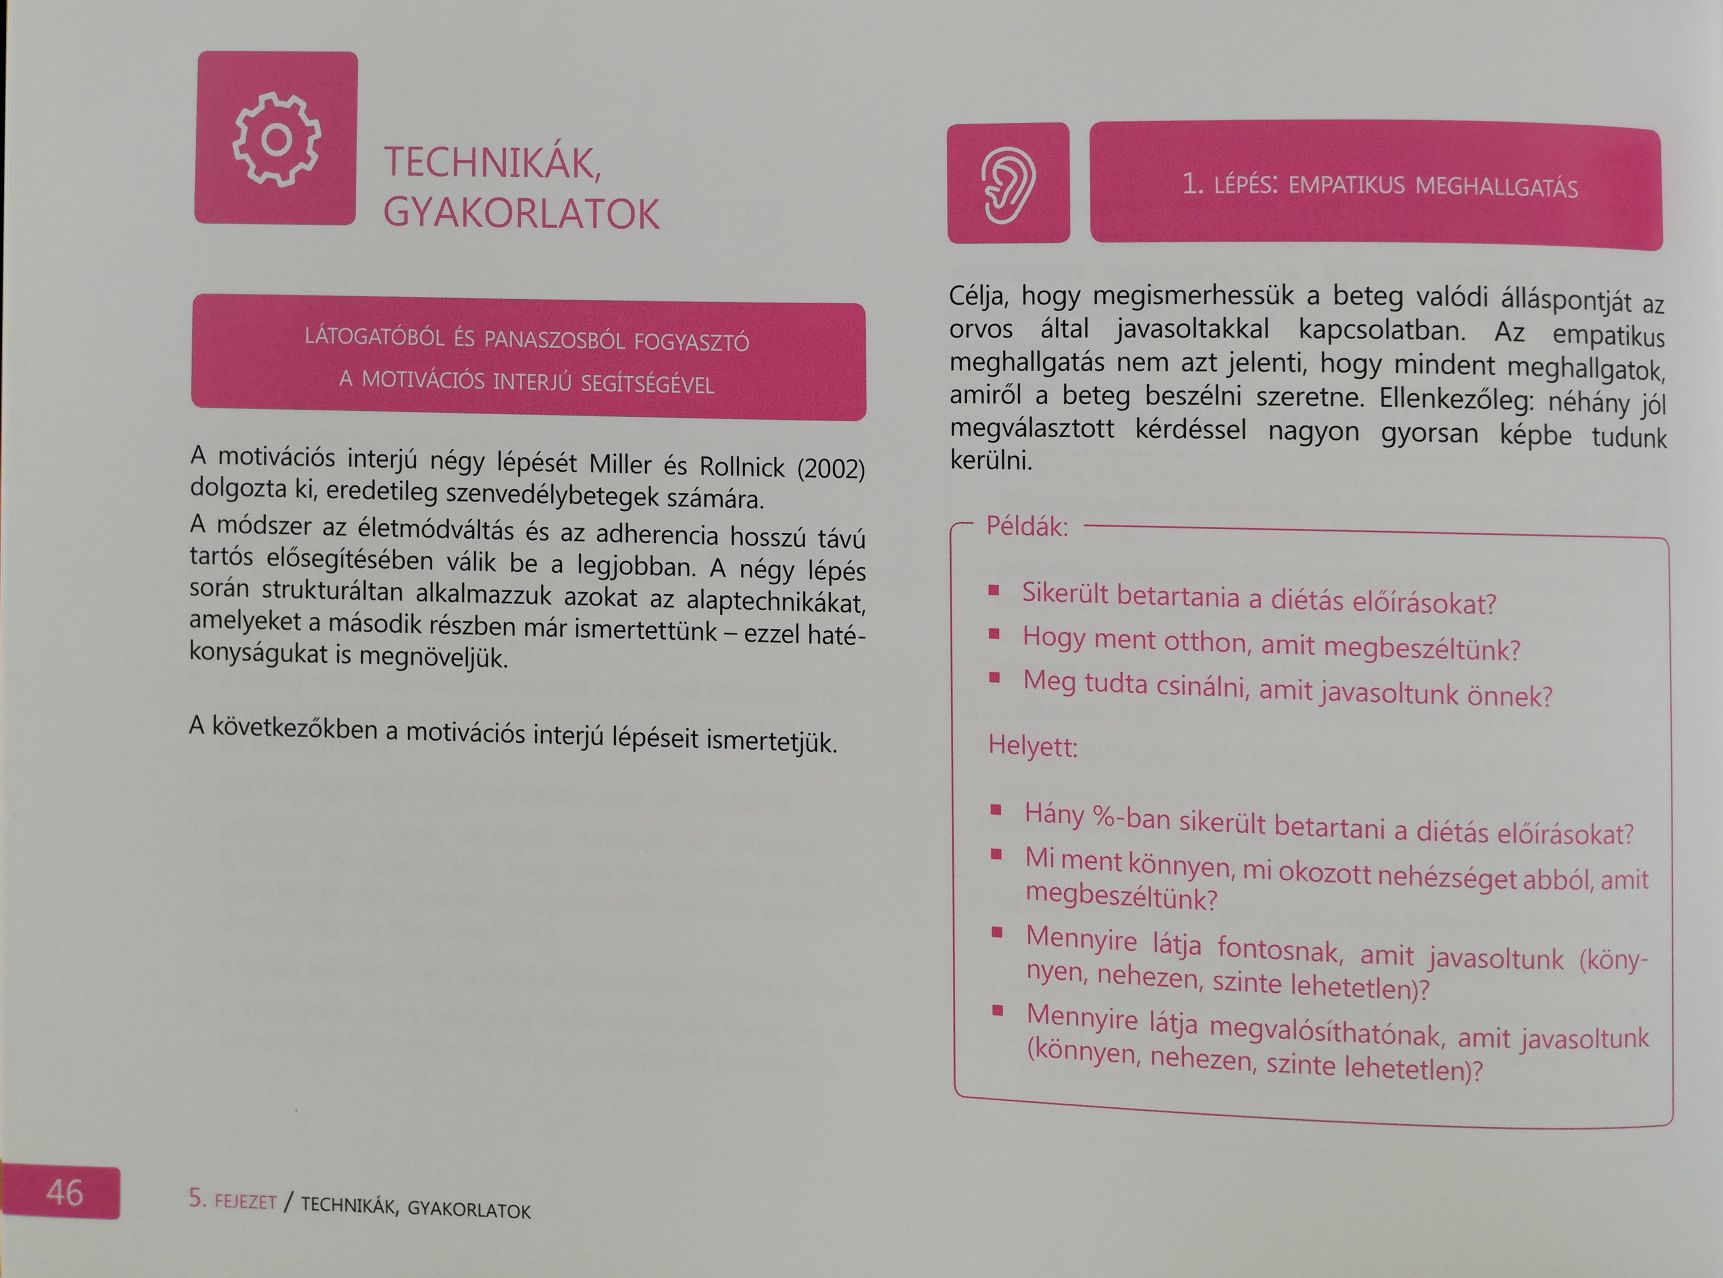 TECHNIKÁK,
GYAKORLATOK
LÁTOGATÓBÓL ÉS PANASZOSBÓL FOGYASZTÓ
A MOTIVÁCIÓS INTERJÚ SEGÍTSÉGÉVEL
A motivációs interjú négy lépését Miller és Rollnick (2002)
dolgozta ki, eredetileg szenvedélybetegek számára.
A módszer az életmódváltás és az adherencia hosszú távú
tartós elősegítésében válik be a legjobban. A négy lépés
során strukturáltan alkalmazzuk azokat az alaptechnikákat,
amelyeket a második részben már ismertettünk – ezzel haté-
konyságukat is megnöveljük.
A következőkben a motivációs interjú lépéseit ismertetjük.
1. LÉPÉS: EMPATIKUS MEGHALLGATÁS
Célja, hogy megismerhessük a beteg valódi álláspontját az
orvos által javasoltakkal kapcsolatban. Az empatikus
meghallgatás nem azt jelenti, hogy mindent meghallgatok,
amiről a beteg beszélni szeretne. Ellenkezőleg: néhány jól
megválasztott kérdéssel nagyon gyorsan képbe tudunk
kerülni.
Példák:
▪ Sikerült betartania a diétás előírásokat?
▪ Hogy ment otthon, amit megbeszéltünk?
▪ Meg tudta csinálni, amit javasoltunk önnek?
Helyett:
▪ Hány %-ban sikerült betartani a diétás előírásokat?
▪ Mi ment könnyen, mi okozott nehézséget abból, amit
megbeszéltünk?
▪ Mennyire látja fontosnak, amit javasoltunk (köny-
nyen, nehezen, szinte lehetetlen)?
▪ Mennyire látja megvalósíthatónak, amit javasoltunk
(könnyen, nehezen, szinte lehetetlen)?
46
5. FEJEZET / TECHNIKÁK, GYAKORLATOK